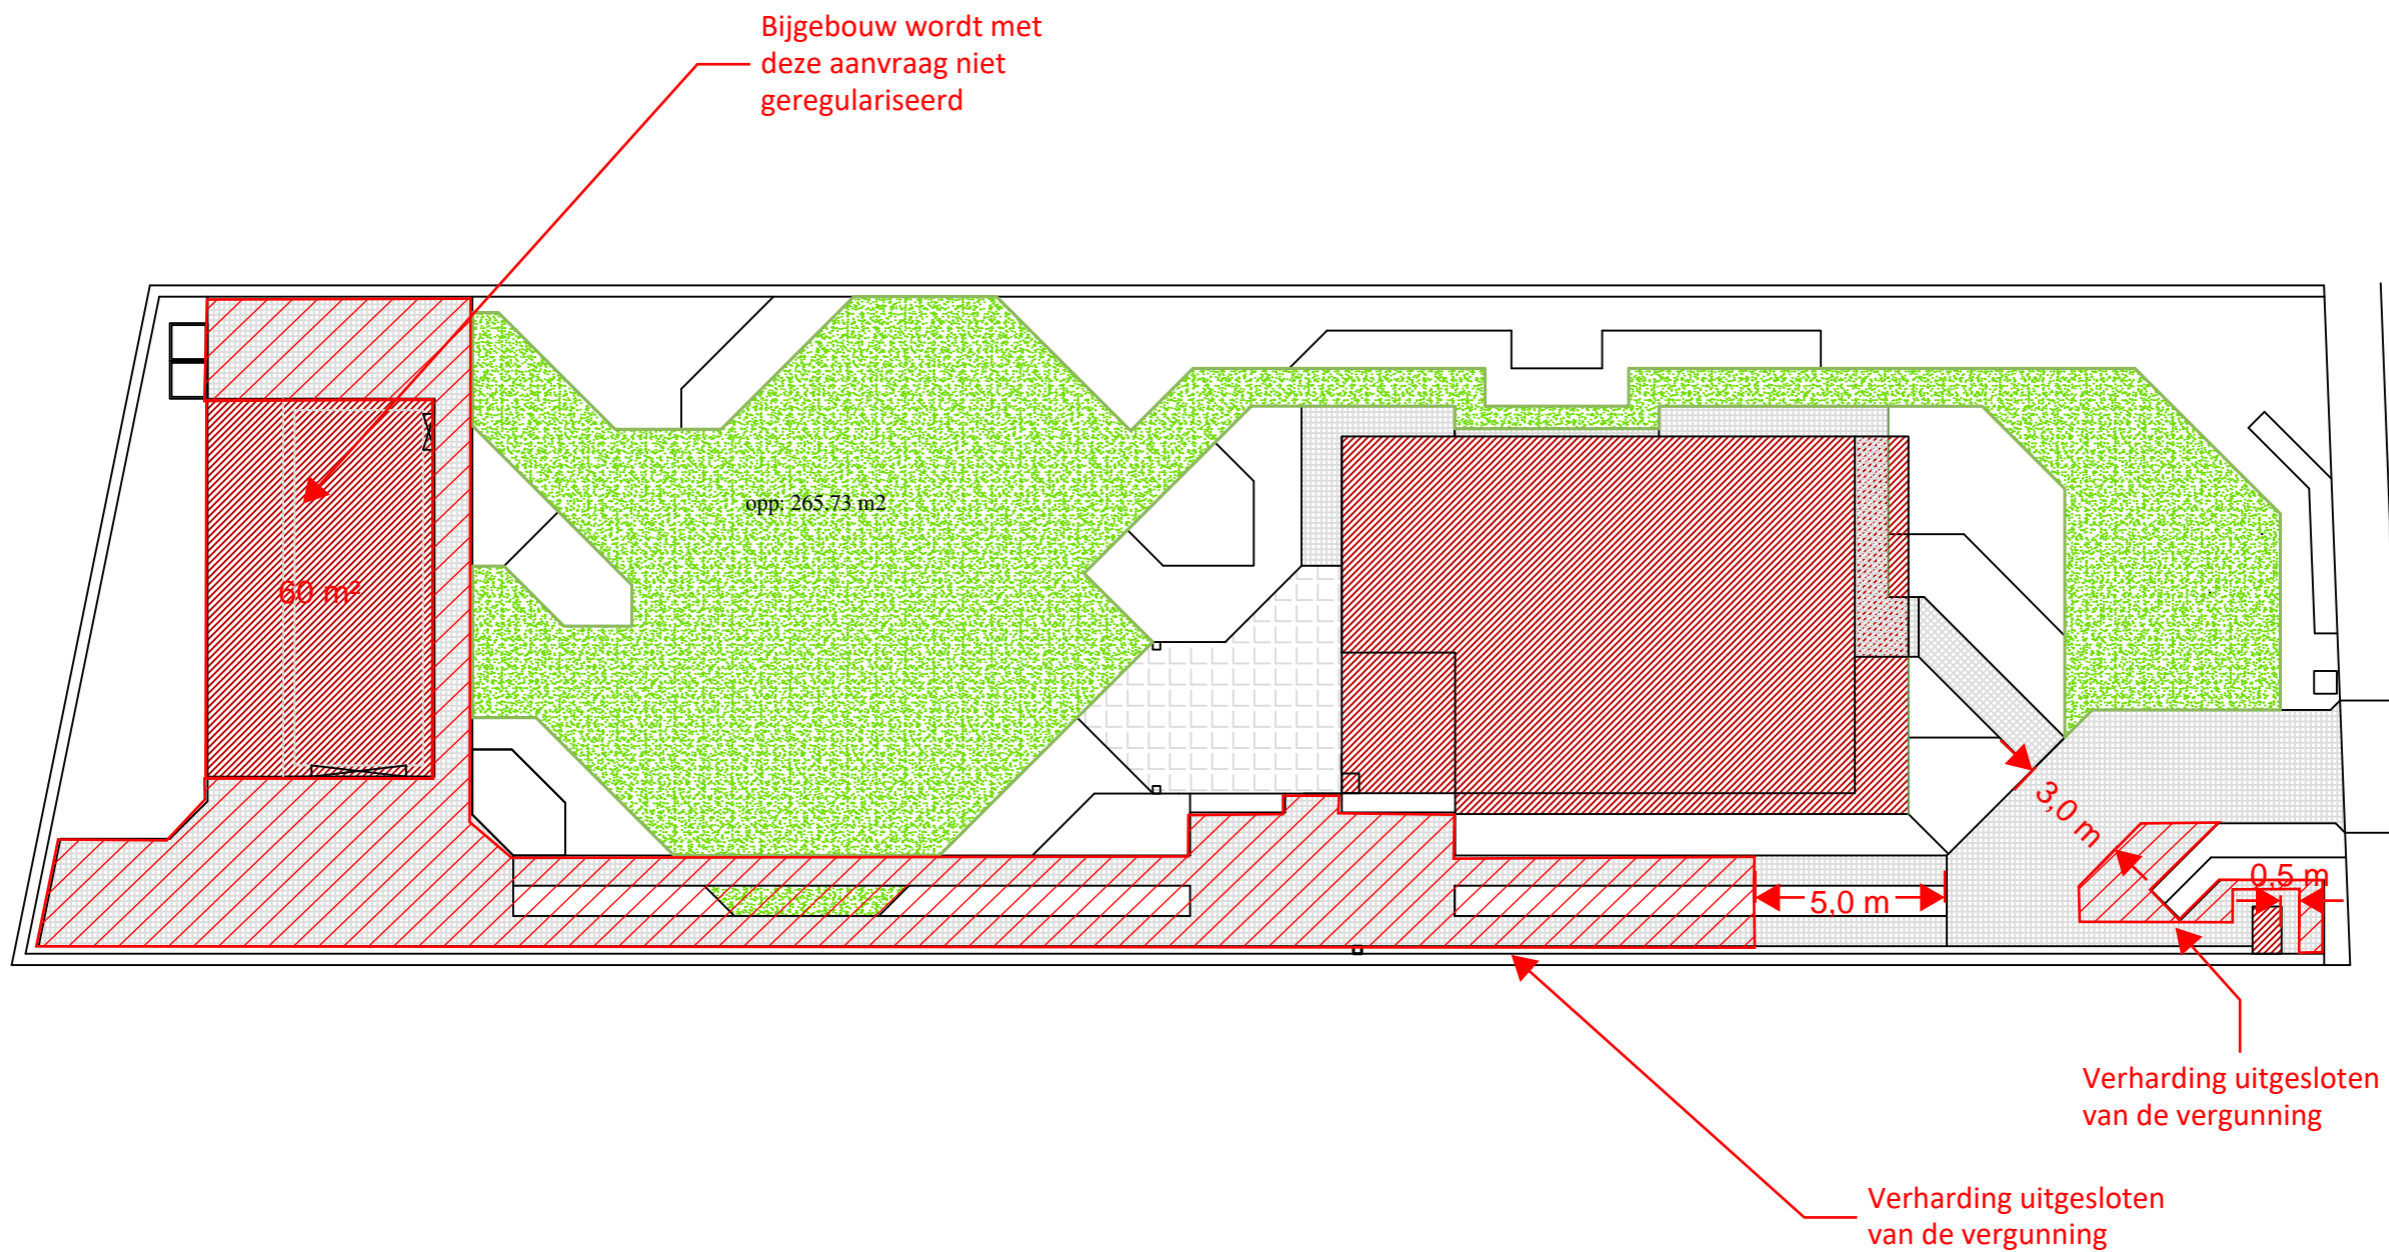 Bijgebouw wordt met
deze aanvraag niet
geregulariseerd
opp. 265,73 m2
60 m²
3,0 m
0,5 m
5,0 m
Verharding uitgesloten
van de vergunning
Verharding uitgesloten
van de vergunning